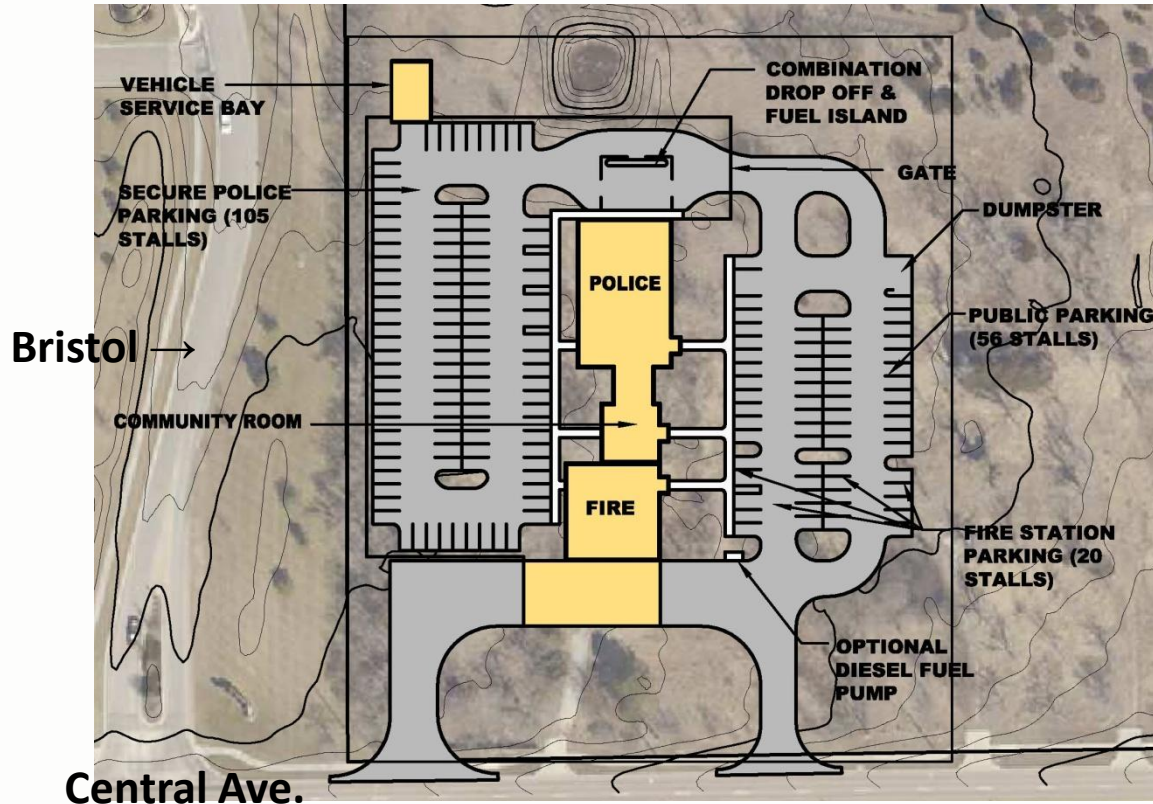 VEHICLE
SERVICE BAY
COMBINATION
DROP OFF &
FUEL ISLAND
GATE
SECURE POLICE
PARKING (105
STALLS)
DUMPSTER
POLICE
PUBLIC PARKING
(56 STALLS)
Bristol →
COMMUNITY ROOM
FIRE
FIRE STATION
PARKING (20
STALLS)
OPTIONAL
DIESEL FUEL
PUMP
Central Ave.